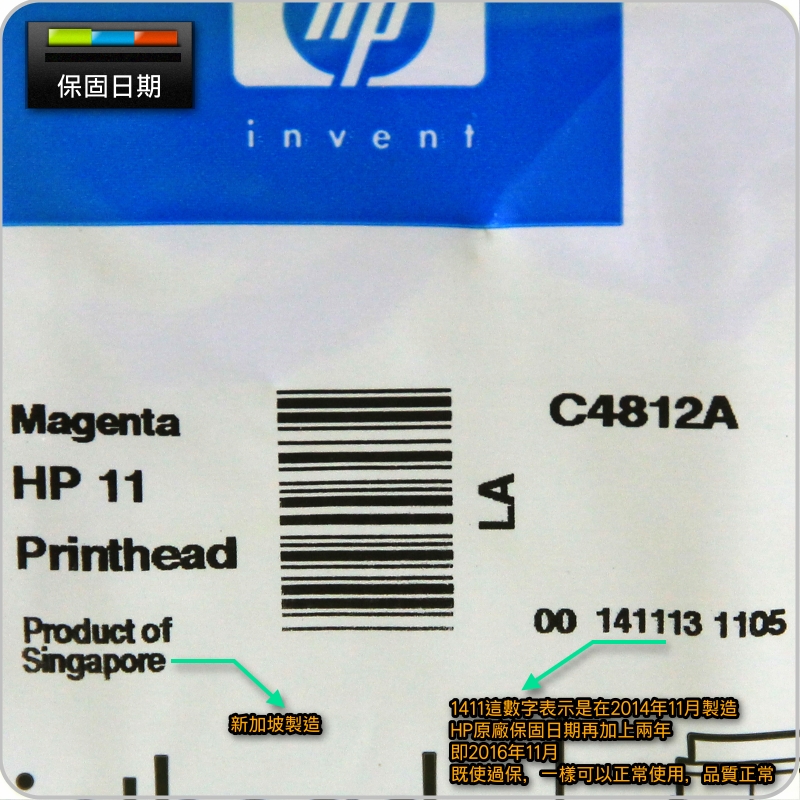 保固日期
hp
invent
Magenta
HP 11
Printhead
C4812A
LA
Product of
Singapore
00 141113 1105
新加坡製造
1411這數字表示是在2014年11月製造
HP原廠保固日期再加上兩年
即2016年11月
既使過保，一樣可以正常使用，品質正常